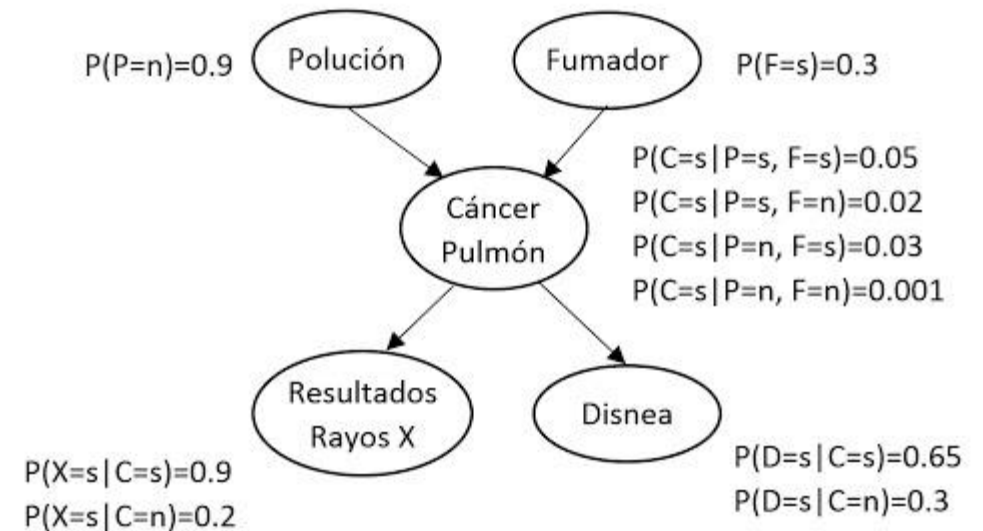 P(P=n)=0.9
Polución
Fumador
P(F=s)=0.3
P(C=s|P=s, F=s)=0.05
P(C=s|P=s, F=n)=0.02
P(C=s|P=n, F=s)=0.03
P(C=s|P=n, F=n)=0.001
Cáncer
Pulmón
Resultados
Rayos X
Disnea
P(X=s|C=s)=0.9
P(X=s|C=n)=0.2
P(D=s|C=s)=0.65
P(D=s|C=n)=0.3